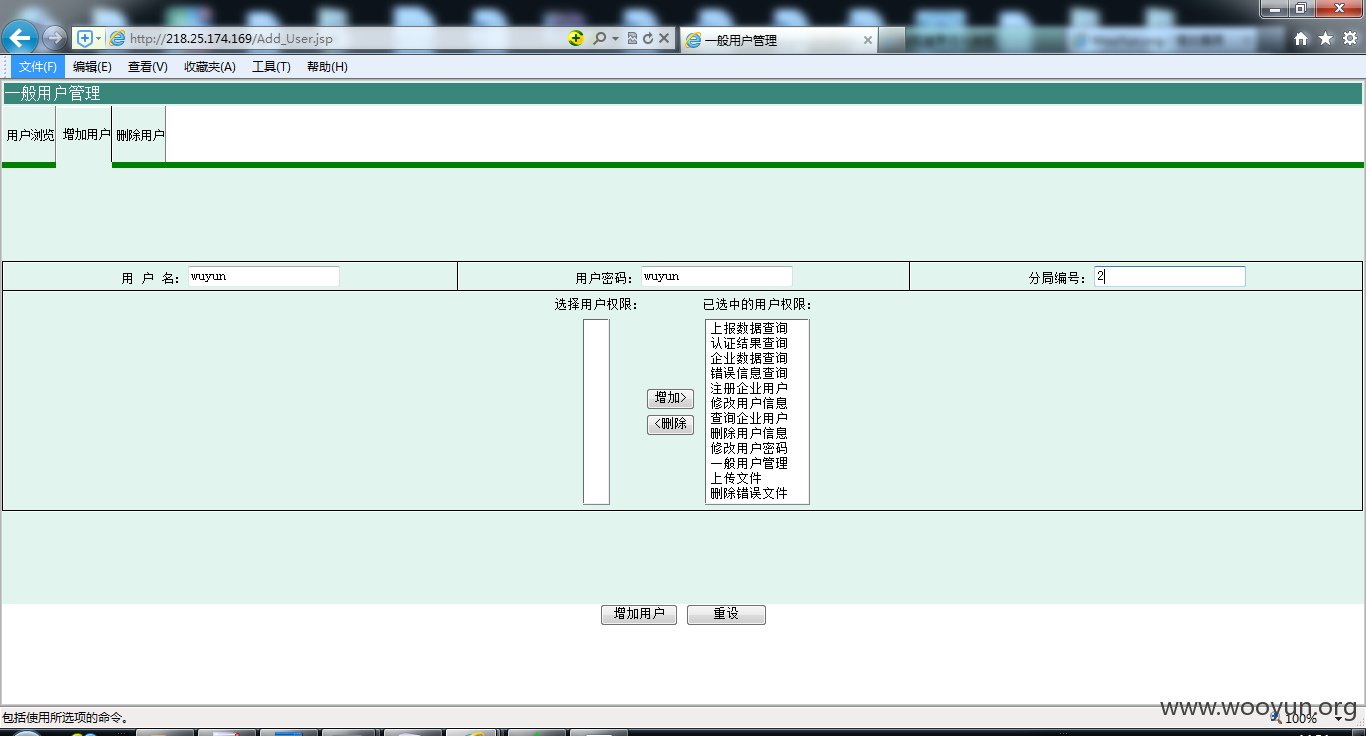 http://218.25.174.169/Add_User.jsp
一般用户管理
文件(F) 编辑(E) 查看(V) 收藏夹(A) 工具(T) 帮助(H)
一般用户管理
用户浏览 增加用户 删除用户
用 户 名： wuyun 用户密码： wuyun 分局编号： 2
选择用户权限： 已选中的用户权限：
上报数据查询
认证结果查询
企业数据查询
错误信息查询
注册企业用户
修改用户信息
查询企业用户
删除用户信息
修改用户密码
一般用户管理
上传文件
删除错误文件
增加>
<删除
增加用户 重设
www.wooyun.org
包括使用所选项的命令。 100%